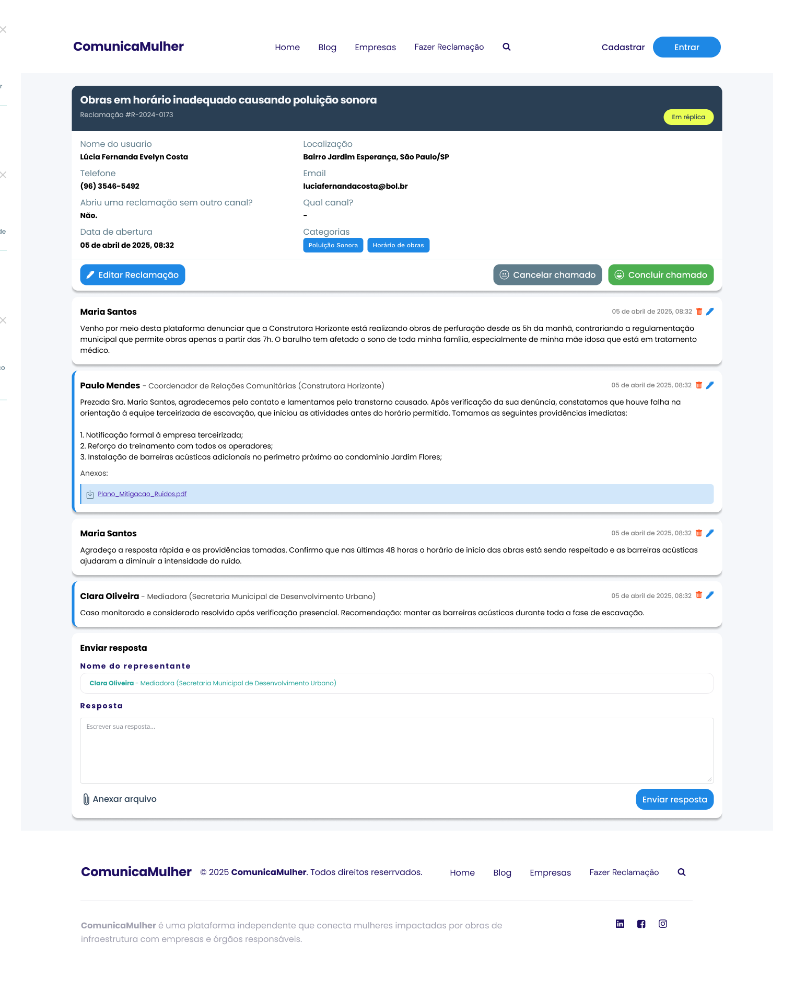 ComunicaMulher
Home
Blog
Empresas
Fazer Reclamação
Cadastrar
Entrar
r
de
co
Obras em horário inadequado causando poluição sonora
Reclamação #R-2024-0173
Em réplica
Nome do usuario
Lúcia Fernanda Evelyn Costa
Localização
Bairro Jardim Esperança, São Paulo/SP
Telefone
(96) 3546-5492
Email
luciafernandacosta@bol.br
Abriu uma reclamação sem outro canal?
Não.
Qual canal?
-
Data de abertura
05 de abril de 2025, 08:32
Categorias
Poluição Sonora
Horário de obras
Editar Reclamação
Cancelar chamado
Concluir chamado
Maria Santos
05 de abril de 2025, 08:32
Venho por meio desta plataforma denunciar que a Construtora Horizonte está realizando obras de perfuração desde as 5h da manhã, contrariando a regulamentação
municipal que permite obras apenas a partir das 7h. O barulho tem afetado o sono de toda minha família, especialmente de minha mãe idosa que está em tratamento
médico.
Paulo Mendes - Coordenador de Relações Comunitárias (Construtora Horizonte)
05 de abril de 2025, 08:32
Prezada Sra. Maria Santos, agradecemos pelo contato e lamentamos pelo transtorno causado. Após verificação da sua denúncia, constatamos que houve falha na
orientação à equipe terceirizada de escavação, que iniciou as atividades antes do horário permitido. Tomamos as seguintes providências imediatas:
1. Notificação formal à empresa terceirizada;
2. Reforço do treinamento com todos os operadores;
3. Instalação de barreiras acústicas adicionais no perímetro próximo ao condomínio Jardim Flores;
Anexos:
Plano_Mitigacao_Ruidos.pdf
Maria Santos
05 de abril de 2025, 08:32
Agradeço a resposta rápida e as providências tomadas. Confirmo que nas últimas 48 horas o horário de início das obras está sendo respeitado e as barreiras acústicas
ajudaram a diminuir a intensidade do ruído.
Clara Oliveira - Mediadora (Secretaria Municipal de Desenvolvimento Urbano)
05 de abril de 2025, 08:32
Caso monitorado e considerado resolvido após verificação presencial. Recomendação: manter as barreiras acústicas durante toda a fase de escavação.
Enviar resposta
Nome do representante
Clara Oliveira - Mediadora (Secretaria Municipal de Desenvolvimento Urbano)
Resposta
Escrever sua resposta...
Anexar arquivo
Enviar resposta
ComunicaMulher
© 2025 ComunicaMulher. Todos direitos reserrvados.
Home
Blog
Empresas
Fazer Reclamação
ComunicaMulher é uma plataforma independente que conecta mulheres impactadas por obras de
infraestrutura com empresas e órgãos responsáveis.